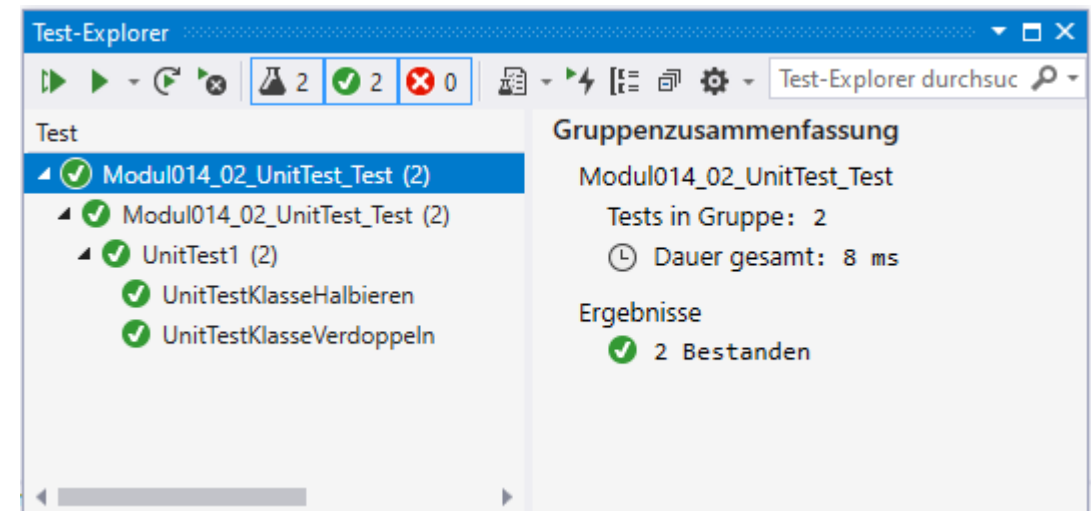 Test-Explorer
2 2 0 Test-Explorer durchsuc
Test
Modul014_02_UnitTest_Test (2)
Modul014_02_UnitTest_Test (2)
UnitTest1 (2)
UnitTestKlasseHalbieren
UnitTestKlasseVerdoppeln
Gruppenzusammenfassung
Modul014_02_UnitTest_Test
Tests in Gruppe: 2
Dauer gesamt: 8 ms
Ergebnisse
2 Bestanden